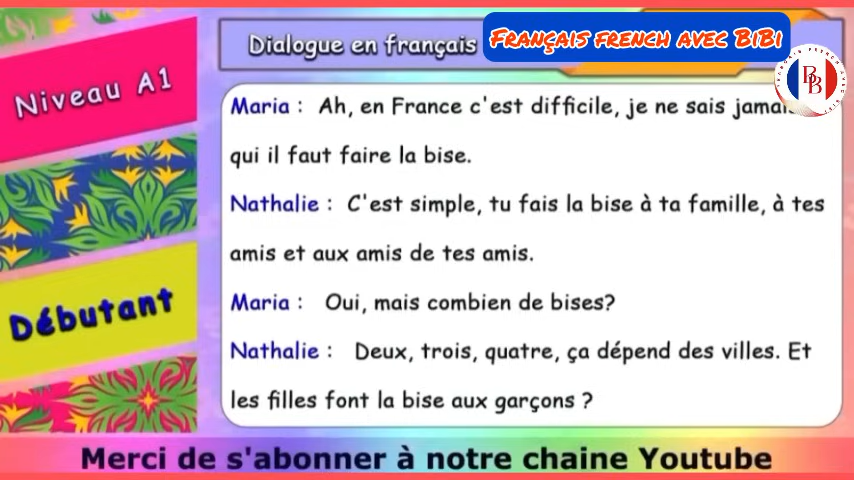 Niveau A1
Débutant
Dialogue en français
Français french avec BiBi
Maria : Ah, en France c'est difficile, je ne sais jamais
qui il faut faire la bise.
Nathalie : C'est simple, tu fais la bise à ta famille, à tes
amis et aux amis de tes amis.
Maria : Oui, mais combien de bises?
Nathalie : Deux, trois, quatre, ça dépend des villes. Et
les filles font la bise aux garçons ?
Merci de s'abonner à notre chaine Youtube